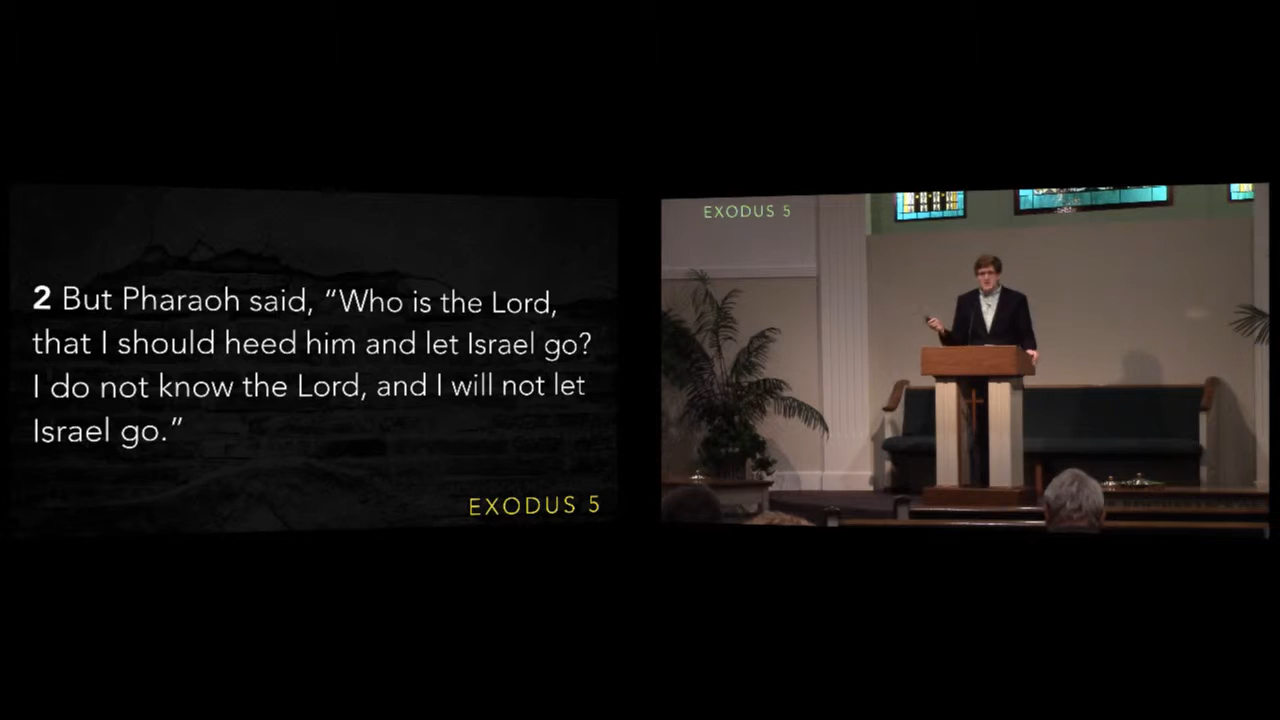 2 But Pharaoh said, “Who is the Lord,
that I should heed him and let Israel go?
I do not know the Lord, and I will not let
Israel go.”
EXODUS 5
EXODUS 5